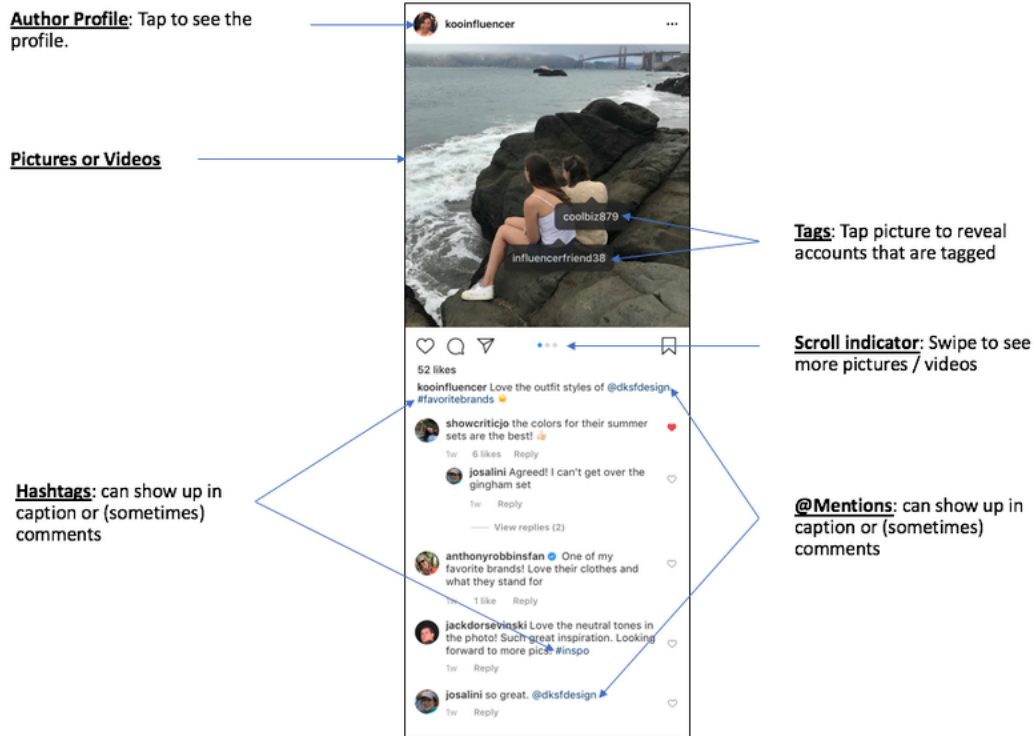 Author Profile: Tap to see the
profile.
kooinfluencer
Pictures or Videos
coolbiz879
influencerfriend38
Tags: Tap picture to reveal
accounts that are tagged
Scroll indicator: Swipe to see
more pictures / videos
52 likes
kooinfluencer Love the outfit styles of @dksfdesign
#favoritebrands
showcriticjo the colors for their summer
sets are the best!
1w 6 likes Reply
josalini Agreed! I can't get over the
gingham set
1w Reply
View replies (2)
Hashtags: can show up in
caption or (sometimes)
comments
@Mentions: can show up in
caption or (sometimes)
comments
anthonyrobbinsfan One of my
favorite brands! Love their clothes and
what they stand for
1w 1 like Reply
jackdorsevinski Love the neutral tones in
the photo! Such great inspiration. Looking
forward to more pics! #inspo
1w Reply
josalini so great. @dksfdesign
1w Reply